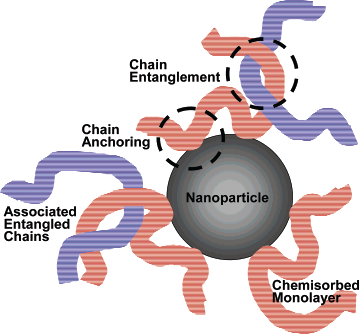 Chain
Entanglement
Chain
Anchoring
Nanoparticle
Associated
Entangled
Chains
Chemisorbed
Monolayer